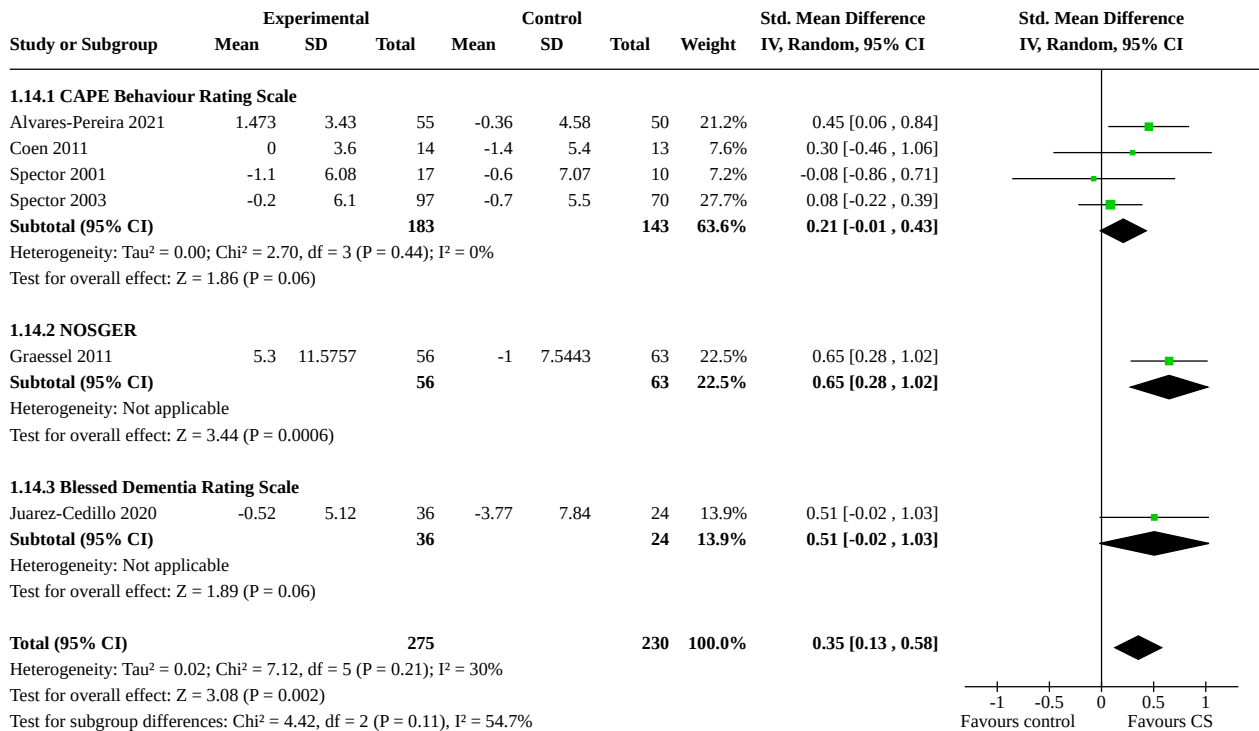 Experimental Control Std. Mean Difference Std. Mean Difference
Study or Subgroup Mean SD Total Mean SD Total Weight IV, Random, 95% CI IV, Random, 95% CI
1.14.1 CAPE Behaviour Rating Scale
Alvares-Pereira 2021 1.473 3.43 55 -0.36 4.58 50 21.2% 0.45 [0.06 , 0.84]
Coen 2011 0 3.6 14 -1.4 5.4 13 7.6% 0.30 [-0.46 , 1.06]
Spector 2001 -1.1 6.08 17 -0.6 7.07 10 7.2% -0.08 [-0.86 , 0.71]
Spector 2003 -0.2 6.1 97 -0.7 5.5 70 27.7% 0.08 [-0.22 , 0.39]
Subtotal (95% CI) 183 143 63.6% 0.21 [-0.01 , 0.43]
Heterogeneity: Tau² = 0.00; Chi² = 2.70, df = 3 (P = 0.44); I² = 0%
Test for overall effect: Z = 1.86 (P = 0.06)
1.14.2 NOSGER
Graessel 2011 5.3 11.5757 56 -1 7.5443 63 22.5% 0.65 [0.28 , 1.02]
Subtotal (95% CI) 56 63 22.5% 0.65 [0.28 , 1.02]
Heterogeneity: Not applicable
Test for overall effect: Z = 3.44 (P = 0.0006)
1.14.3 Blessed Dementia Rating Scale
Juarez-Cedillo 2020 -0.52 5.12 36 -3.77 7.84 24 13.9% 0.51 [-0.02 , 1.03]
Subtotal (95% CI) 36 24 13.9% 0.51 [-0.02 , 1.03]
Heterogeneity: Not applicable
Test for overall effect: Z = 1.89 (P = 0.06)
Total (95% CI) 275 230 100.0% 0.35 [0.13 , 0.58]
Heterogeneity: Tau² = 0.02; Chi² = 7.12, df = 5 (P = 0.21); I² = 30%
Test for overall effect: Z = 3.08 (P = 0.002)
Test for subgroup differences: Chi² = 4.42, df = 2 (P = 0.11), I² = 54.7%
-1 -0.5 0 0.5 1
Favours control Favours CS